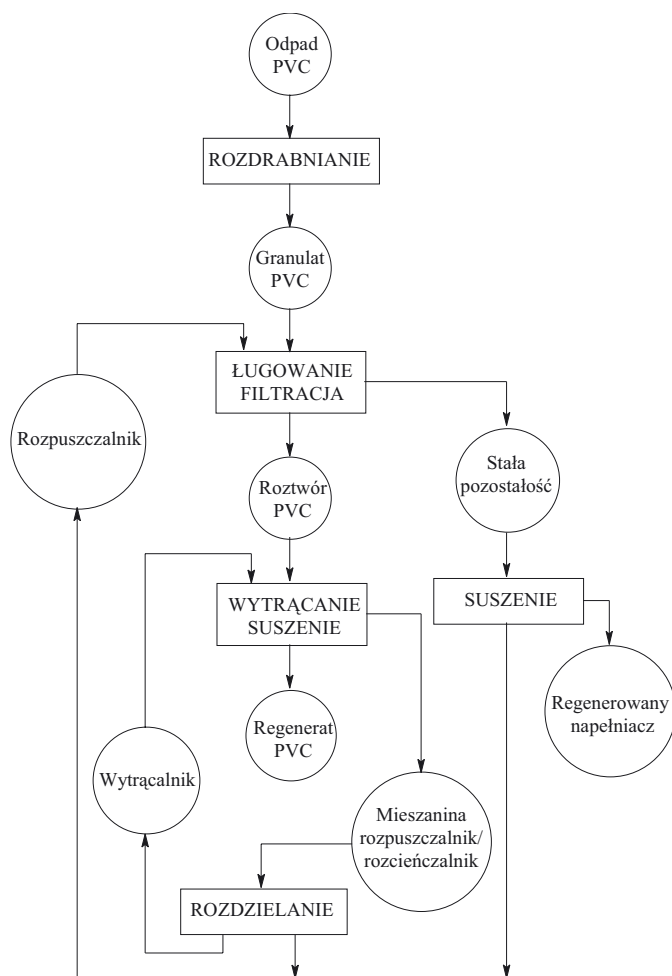 Odpad
PVC
ROZDRABNIANIE
Granulat
PVC
ŁUGOWANIE
FILTRACJA
Rozpuszczalnik
Stała
pozostałość
Roztwór
PVC
WYTRĄCANIE
SUSZENIE
SUSZENIE
Regenerat
PVC
Regenerowany
napełniacz
Wytrącalnik
Mieszanina
rozpuszczalnik/
rozcieńczalnik
ROZDZIELANIE